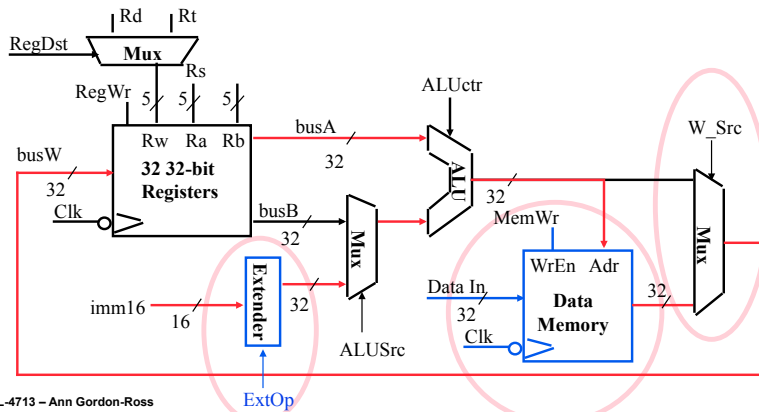 Rd Rt
RegDst
Mux
Rs
RegWr
5 5 5
ALUctr
W_Src
Rw Ra Rb
busA
32
busW
32
32 32-bit
Registers
ALU
32
Clk
busB
32
Mux
MemWr
WrEn Adr
Mux
Extender
32
imm16
16
Data In
32
Data
Memory
32
Clk
ALUSrc
ExtOp
L-4713 – Ann Gordon-Ross